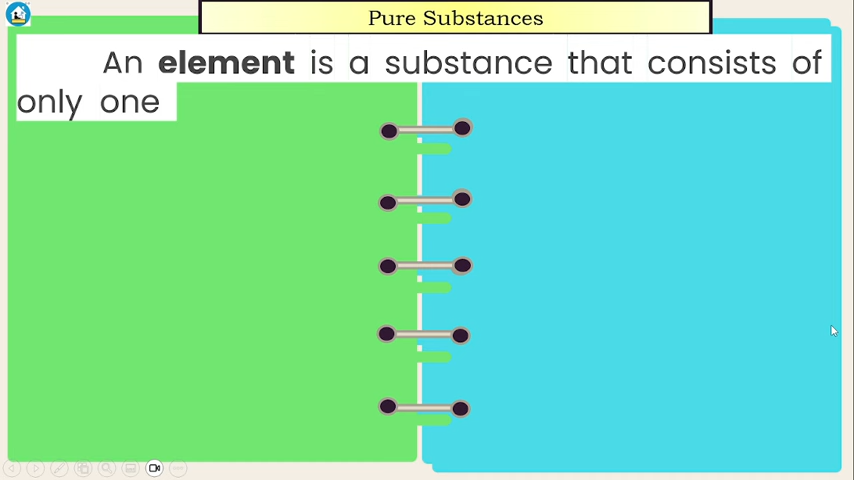 Pure Substances
An element is a substance that consists of
only one